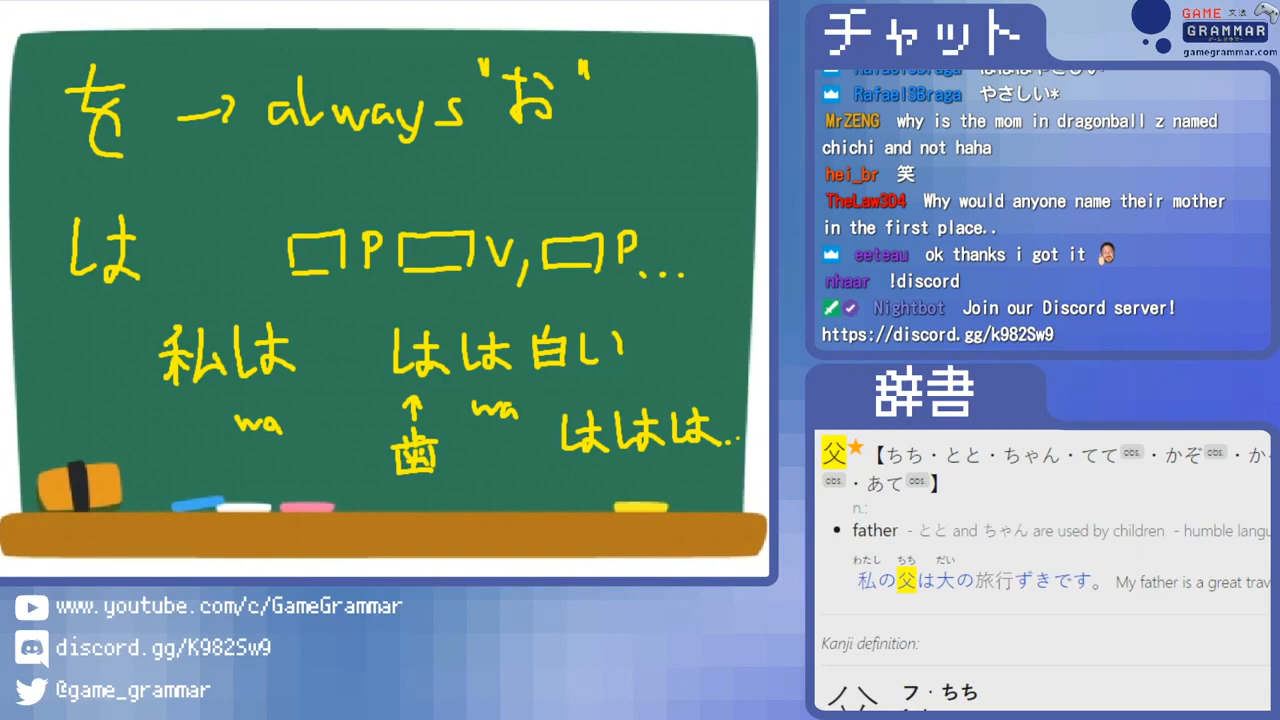 を → always "お"
は □P□V,□P...
私は はは白い
wa ↑ wa
歯 ははは..
www.youtube.com/c/GameGrammar
discord.gg/K982Sw9
@game_grammar
チャット
GAME 文法
GRAMMAR
gamegrammar.com
RafaelSBraga やさしい*
MrZENG why is the mom in dragonball z named
chichi and not haha
hei_br 笑
TheLaw3D4 Why would anyone name their mother
in the first place..
eeteau ok thanks i got it
nhaar !discord
Nightbot Join our Discord server!
https://discord.gg/k982Sw9
辞書
父★【ちち・とと・ちゃん・てて obs.・かぞ obs.・か
obs.・あて obs.】
n.:
• father - とと and ちゃん are used by children - humble langu
わたし ちち だい
私の父は大の旅行ずきです。 My father is a great trav
Kanji definition:
フ・ちち